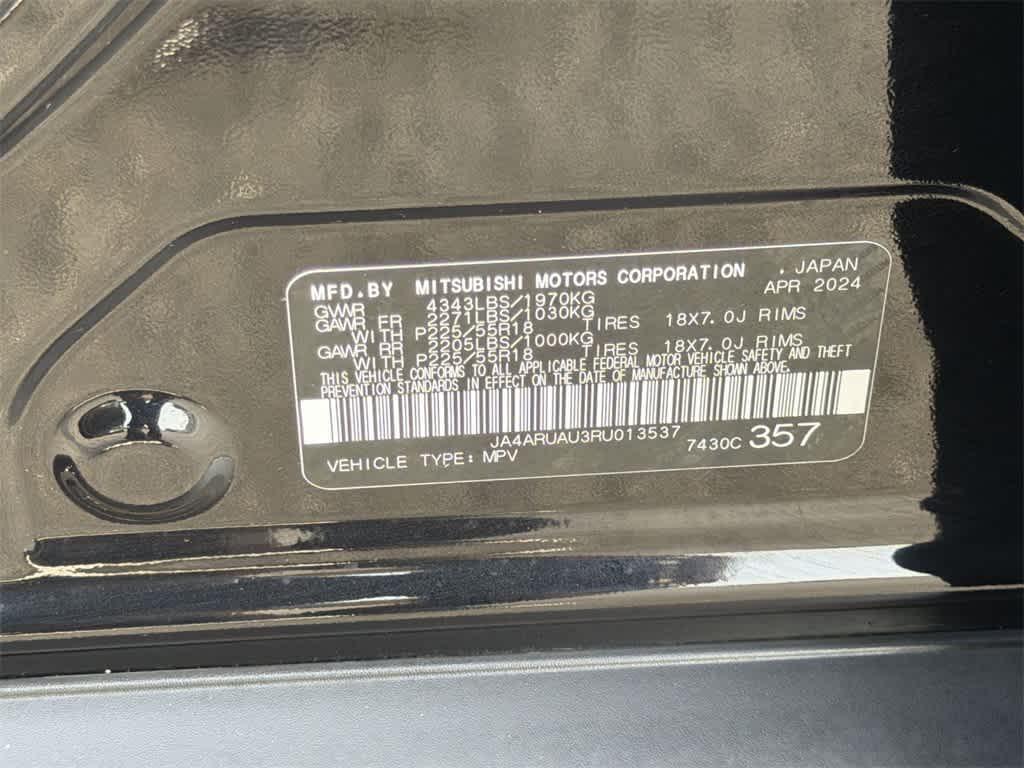 MFD.BY MITSUBISHI MOTORS CORPORATION . JAPAN
GVWR 4343LBS/1970KG APR 2024
GAWR FR 2271LBS/1030KG
WITH P225/55R18 TIRES 18X7.0J RIMS
GAWR RR 2205LBS/1000KG
WITH P225/55R18 TIRES 18X7.0J RIMS
THIS VEHICLE CONFORMS TO ALL APPLICABLE FEDERAL MOTOR VEHICLE SAFETY AND THEFT
PREVENTION STANDARDS IN EFFECT ON THE DATE OF MANUFACTURE SHOWN ABOVE.
JA4ARUAU3RU013537 7430C 357
VEHICLE TYPE: MPV